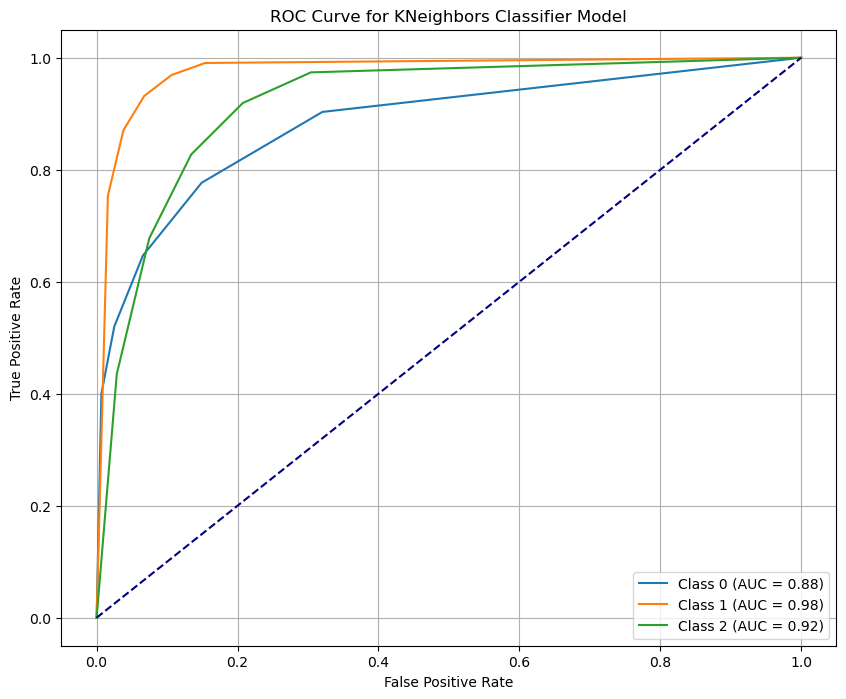 ROC Curve for KNeighbors Classifier Model
True Positive Rate
1.0
0.8
0.6
0.4
0.2
0.0
0.0 0.2 0.4 0.6 0.8 1.0
False Positive Rate
Class 0 (AUC = 0.88)
Class 1 (AUC = 0.98)
Class 2 (AUC = 0.92)